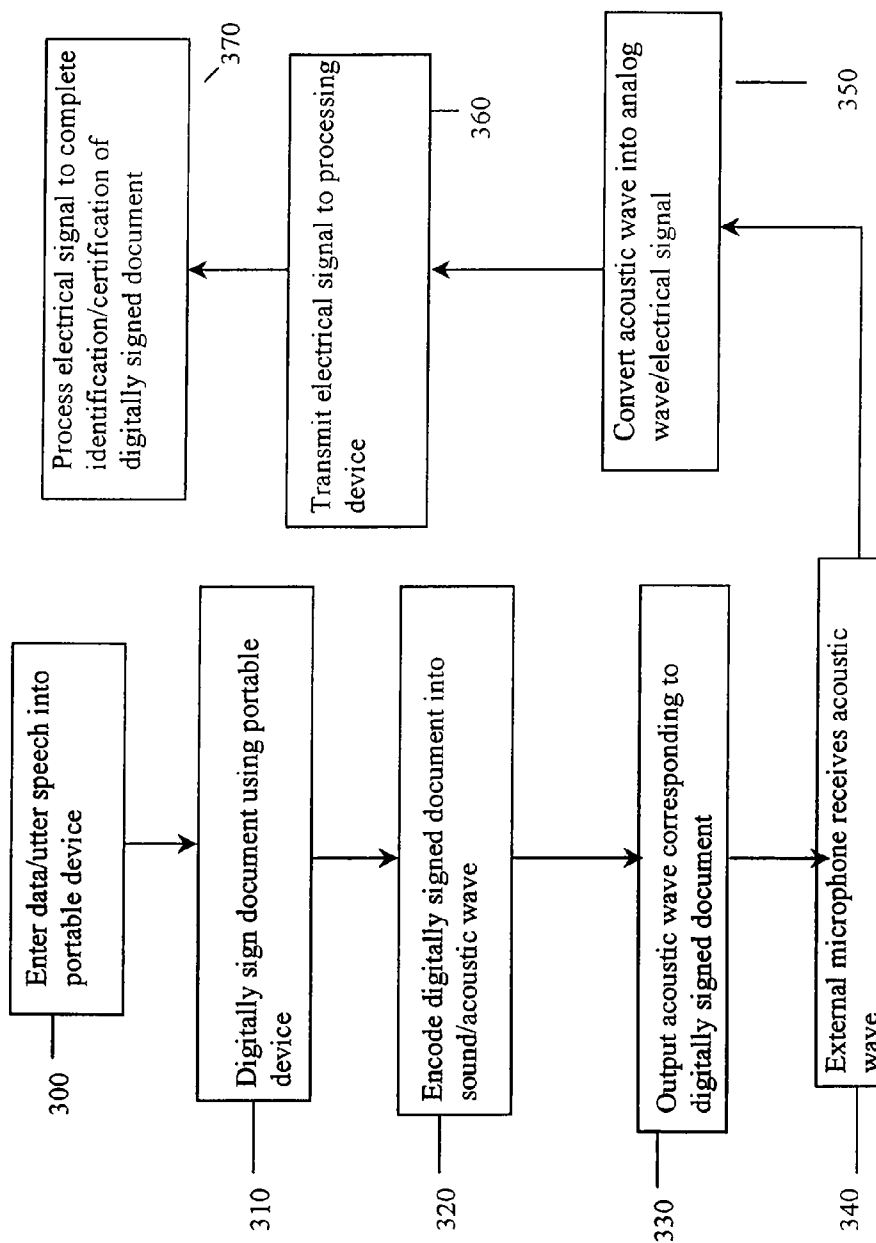 Enter data/utter speech into
portable device
300
Digitally sign document using portable
device
310
Encode digitally signed document into
sound/acoustic wave
320
Output acoustic wave corresponding to
digitally signed document
330
External microphone receives acoustic
wave
340
Convert acoustic wave into analog
wave/electrical signal
350
Transmit electrical signal to processing
device
360
Process electrical signal to complete
identification/certification of
digitally signed document
370